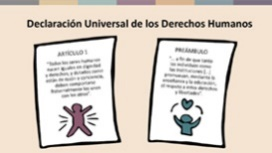 Declaración Universal de los Derechos Humanos
ARTÍCULO 1
"Todos los seres humanos
nacen iguales en dignidad
y derechos, y dotados como
están de razón y conciencia,
deben comportarse
fraternalmente los unos
con los otros"
PREÁMBULO
"... a fin de que tanto
los individuos como
las instituciones (...)
promuevan, mediante la
enseñanza y la educación,
el respeto a estos derechos
y libertades"